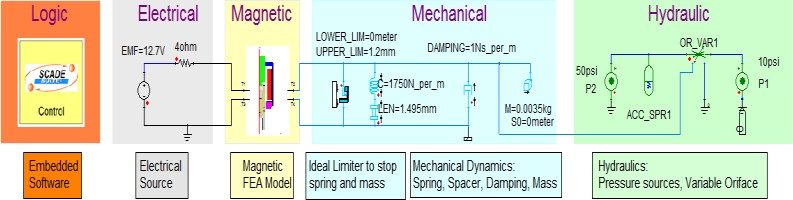 Logic
Electrical
Magnetic
Mechanical
Hydraulic
SCADE
Control
EMF=12.7V
4ohm
LOWER_LIM=0meter
UPPER_LIM=1.2mm
C=1750N_per_m
LEN=1.495mm
DAMPING=1Ns_per_m
M=0.0035kg
S0=0meter
50psi
P2
ACC_SPR1
OR_VAR1
10psi
P1
Embedded
Software
Electrical
Source
Magnetic
FEA Model
Ideal Limiter to stop
spring and mass
Mechanical Dynamics:
Spring, Spacer, Damping, Mass
Hydraulics:
Pressure sources, Variable Oriface